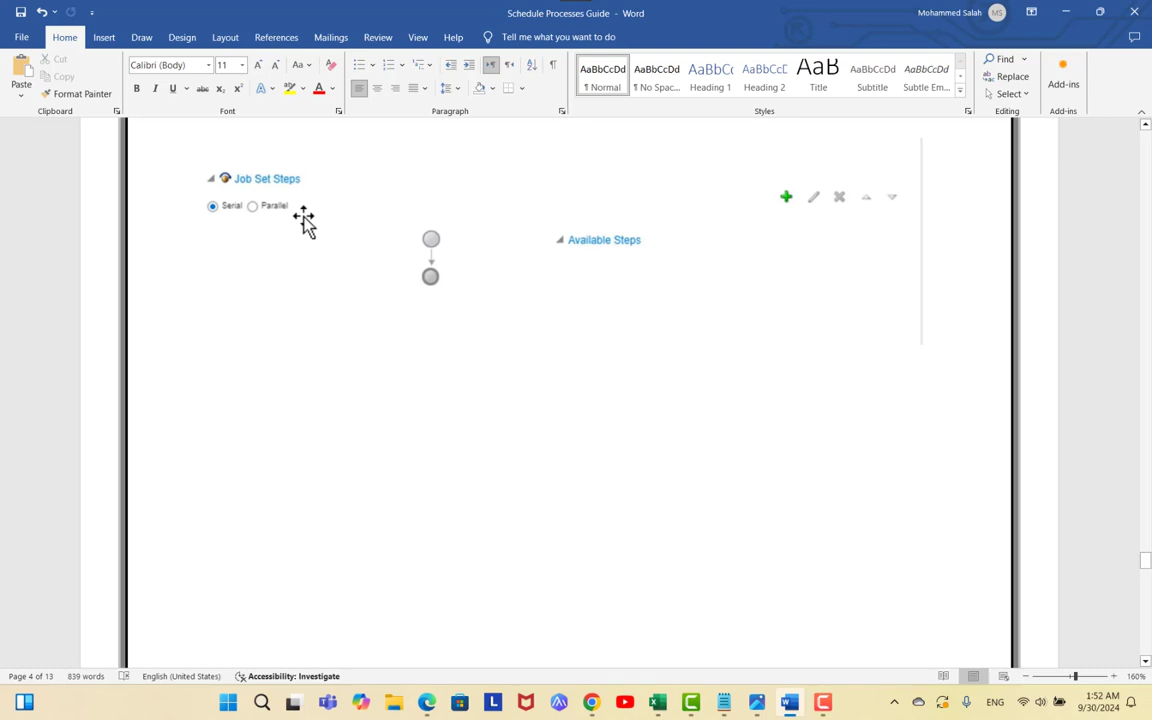 Schedule Processes Guide - Word
Mohammed Salah
MS
File
Home
Insert
Draw
Design
Layout
References
Mailings
Review
View
Help
Tell me what you want to do
Paste
Cut
Copy
Format Painter
Clipboard
Calibri (Body)
11
Font
Paragraph
AaBbCcDd
¶ Normal
AaBbCcDd
¶ No Spac...
AaBbCc
Heading 1
AaBbCcD
Heading 2
AaB
Title
AaBbCcDd
Subtitle
AaBbCcDd
Subtle Em...
Styles
Find
Replace
Select
Editing
Add-ins
Add-ins
Job Set Steps
Serial
Parallel
Available Steps
Page 4 of 13
839 words
English (United States)
Accessibility: Investigate
160%
ENG
1:52 AM
9/30/2024